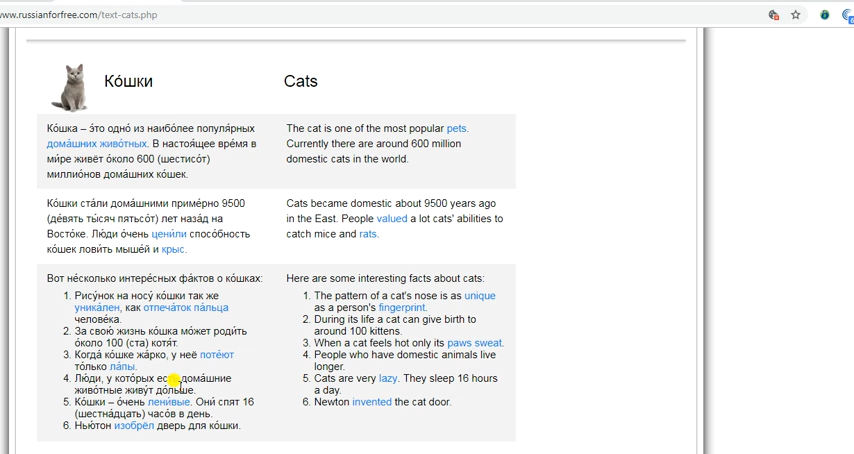 www.russianforfree.com/text-cats.php
Ко́шки
Cats
Ко́шка – э́то одно́ из наибо́лее популя́рных
дома́шних живо́тных. В настоя́щее вре́мя в
ми́ре живёт о́коло 600 (шестисо́т)
миллио́нов дома́шних ко́шек.
The cat is one of the most popular pets.
Currently there are around 600 million
domestic cats in the world.
Ко́шки ста́ли дома́шними приме́рно 9500
(де́вять ты́сяч пятьсо́т) лет наза́д на
Восто́ке. Лю́ди о́чень цени́ли спосо́бность
ко́шек лови́ть мыше́й и крыс.
Cats became domestic about 9500 years ago
in the East. People valued a lot cats' abilities to
catch mice and rats.
Вот не́сколько интере́сных фа́ктов о ко́шках:
1. Рису́нок на носу́ ко́шки так же
уника́лен, как отпеча́ток па́льца
челове́ка.
2. За свою́ жизнь ко́шка мо́жет роди́ть
о́коло 100 (ста) котя́т.
3. Когда́ ко́шке жа́рко, у неё поте́ют
то́лько ла́пы.
4. Лю́ди, у кото́рых дома́шние
живо́тные живу́т до́льше.
5. Ко́шки – о́чень лени́вые. Они́ спят 16
(шестна́дцать) часо́в в день.
6. Нью́тон изобрёл дверь для ко́шки.
Here are some interesting facts about cats:
1. The pattern of a cat's nose is as unique
as a person's fingerprint.
2. During its life a cat can give birth to
around 100 kittens.
3. When a cat feels hot only its paws sweat.
4. People who have domestic animals live
longer.
5. Cats are very lazy. They sleep 16 hours
a day.
6. Newton invented the cat door.